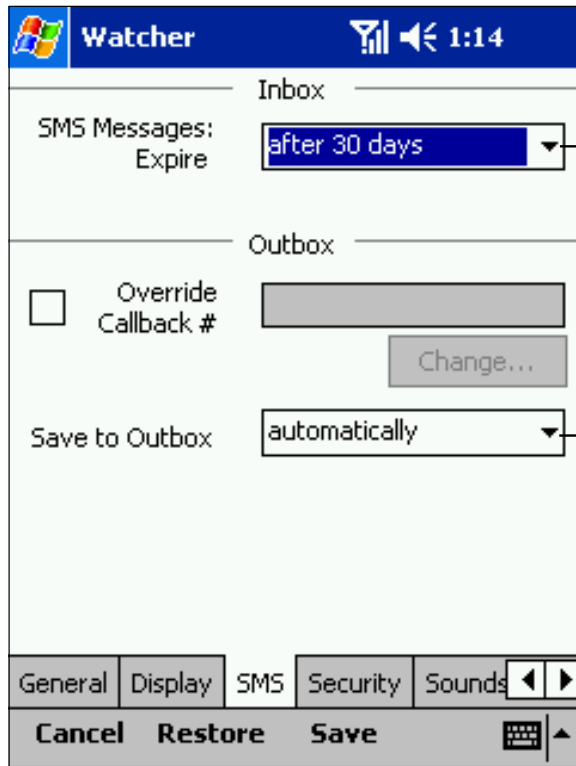 Watcher 1:14
Inbox
SMS Messages:
Expire
after 30 days
Outbox
Override
Callback #
Change...
Save to Outbox
automatically
General Display SMS Security Sounds
Cancel Restore Save